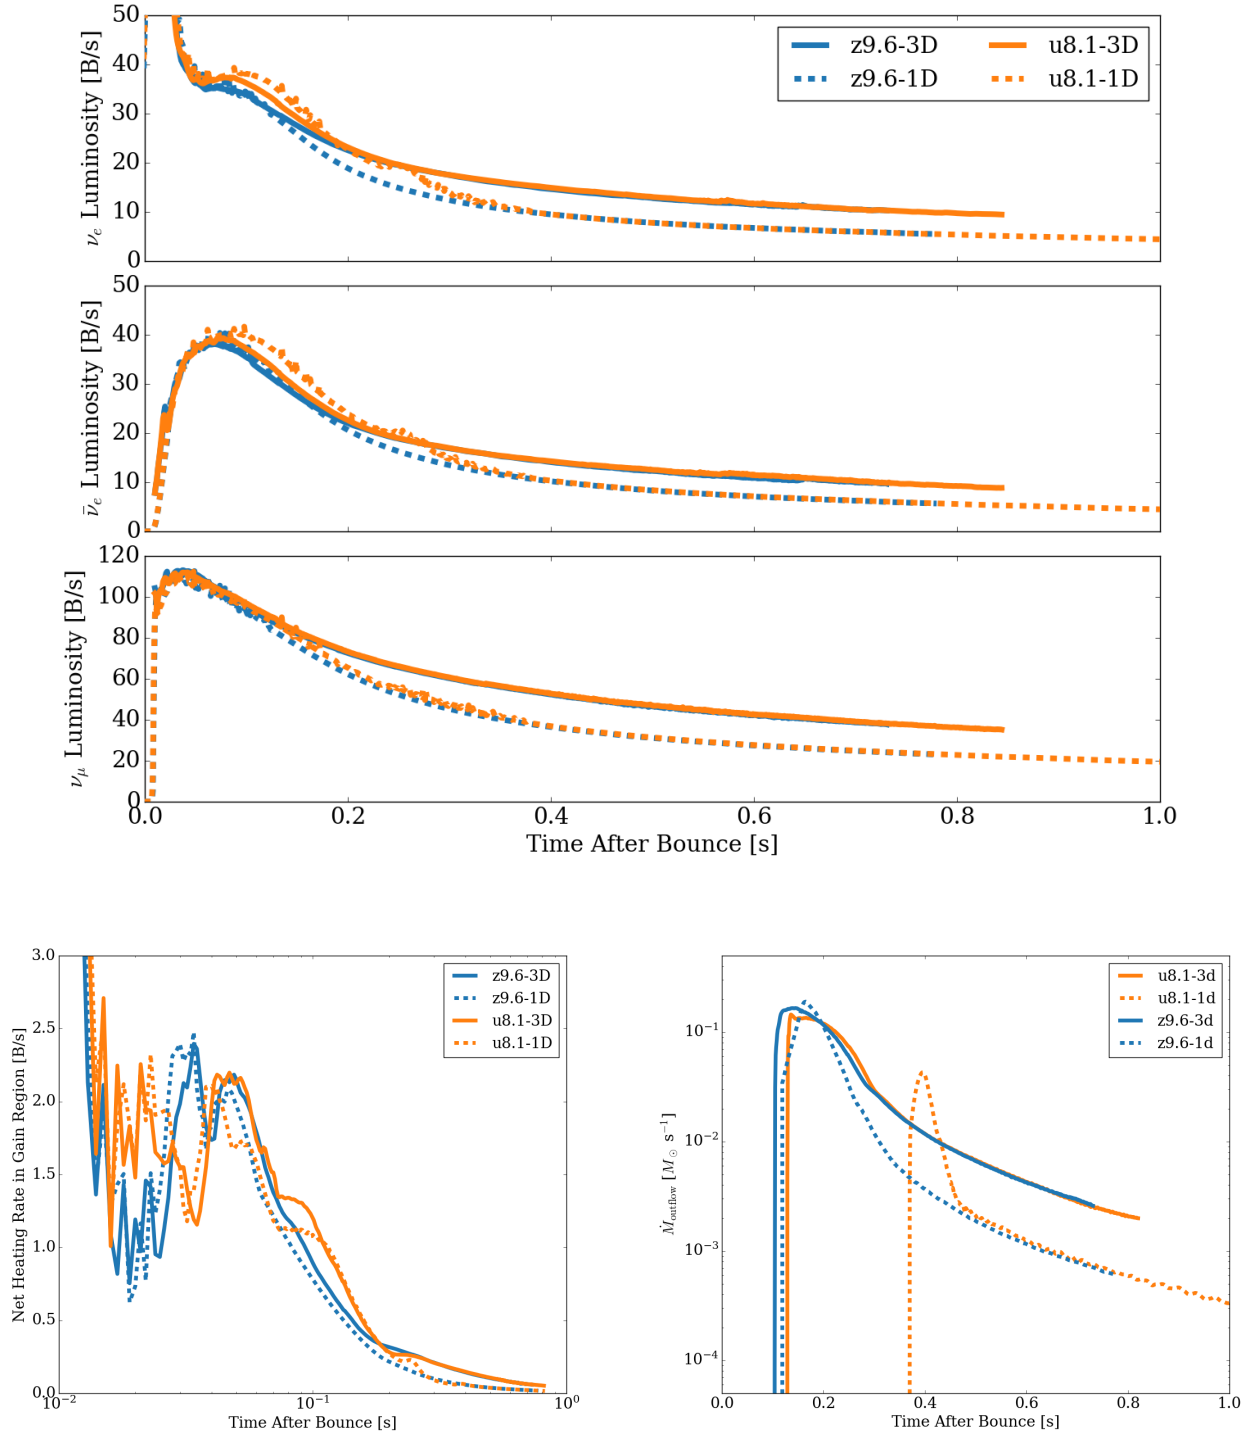 50
40
30
20
10
0
ν_e Luminosity [B/s]
z9.6-3D
z9.6-1D
u8.1-3D
u8.1-1D
50
40
30
20
10
0
ν̄_e Luminosity [B/s]
120
100
80
60
40
20
0
ν_μ Luminosity [B/s]
0.0 0.2 0.4 0.6 0.8 1.0
Time After Bounce [s]
3.0
2.5
2.0
1.5
1.0
0.5
0.0
Net Heating Rate in Gain Region [B/s]
z9.6-3D
z9.6-1D
u8.1-3D
u8.1-1D
10⁻² 10⁻¹ 10⁰
Time After Bounce [s]
10⁻¹
10⁻²
10⁻³
10⁻⁴
Ṁ_outflow [M_⊙ s⁻¹]
u8.1-3d
u8.1-1d
z9.6-3d
z9.6-1d
0.0 0.2 0.4 0.6 0.8 1.0
Time After Bounce [s]